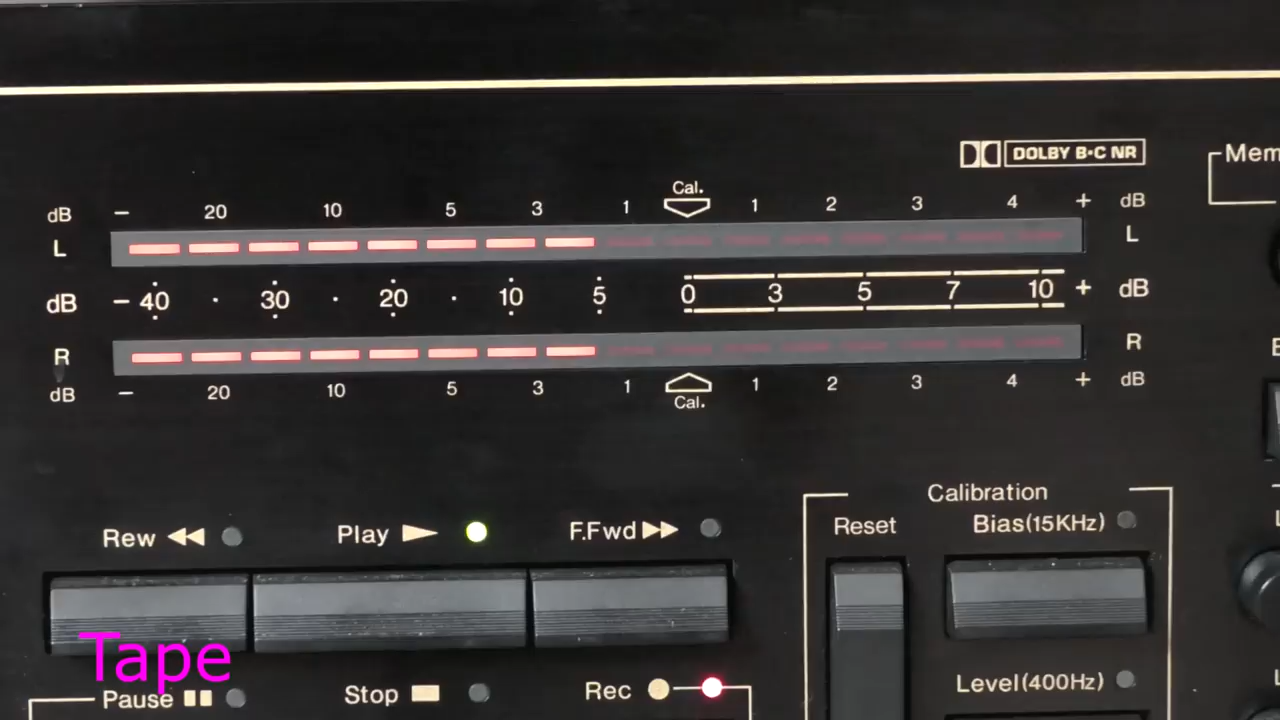 DOLBY B·C NR
Mem
Cal.
dB – 20 10 5 3 1 1 2 3 4 + dB
L L
dB – 40 · 30 · 20 · 10 5 0 3 5 7 10 + dB
R R
dB – 20 10 5 3 1 1 2 3 4 + dB
Cal.
Calibration
Rew Play F.Fwd Reset Bias(15KHz)
Tape
Pause Stop Rec Level(400Hz)